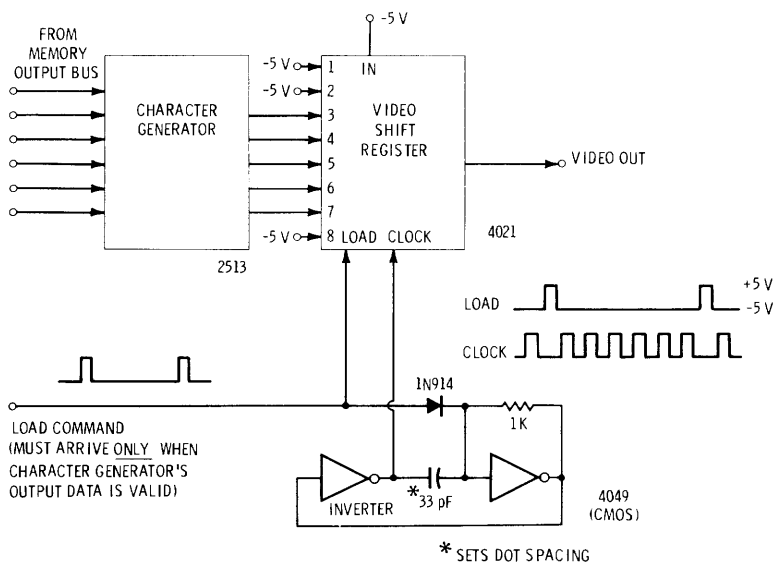 FROM
MEMORY
OUTPUT BUS
-5 V
-5 V
-5 V
-5 V
1
2
3
4
5
6
7
8
IN
CHARACTER
GENERATOR
VIDEO
SHIFT
REGISTER
VIDEO OUT
LOAD CLOCK
2513
4021
LOAD
+5 V
-5 V
CLOCK
1N914
1K
LOAD COMMAND
(MUST ARRIVE ONLY WHEN
CHARACTER GENERATOR'S
OUTPUT DATA IS VALID)
INVERTER
* 33 pF
4049
(CMOS)
* SETS DOT SPACING